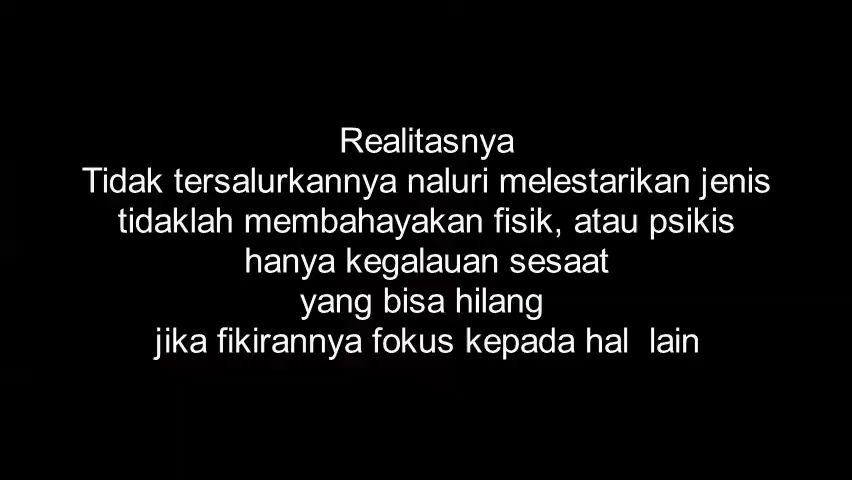 Realitasnya
Tidak tersalurkannya naluri melestarikan jenis
tidaklah membahayakan fisik, atau psikis
hanya kegalauan sesaat
yang bisa hilang
jika fikirannya fokus kepada hal  lain